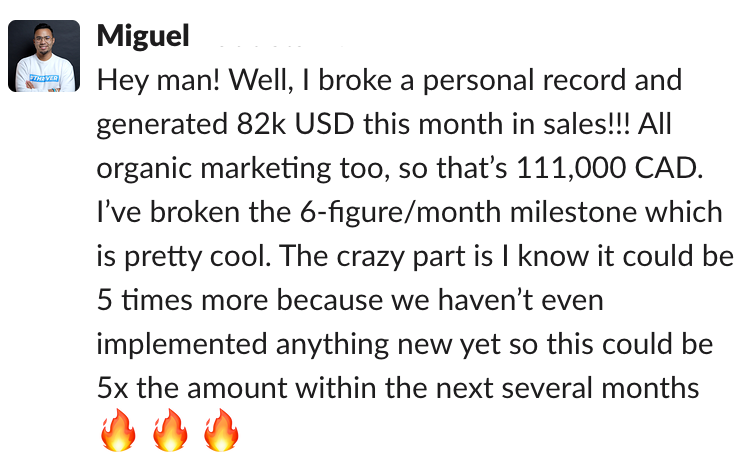 Miguel
Hey man! Well, I broke a personal record and
generated 82k USD this month in sales!!! All
organic marketing too, so that’s 111,000 CAD.
I’ve broken the 6-figure/month milestone which
is pretty cool. The crazy part is I know it could be
5 times more because we haven’t even
implemented anything new yet so this could be
5x the amount within the next several months
🔥 🔥 🔥